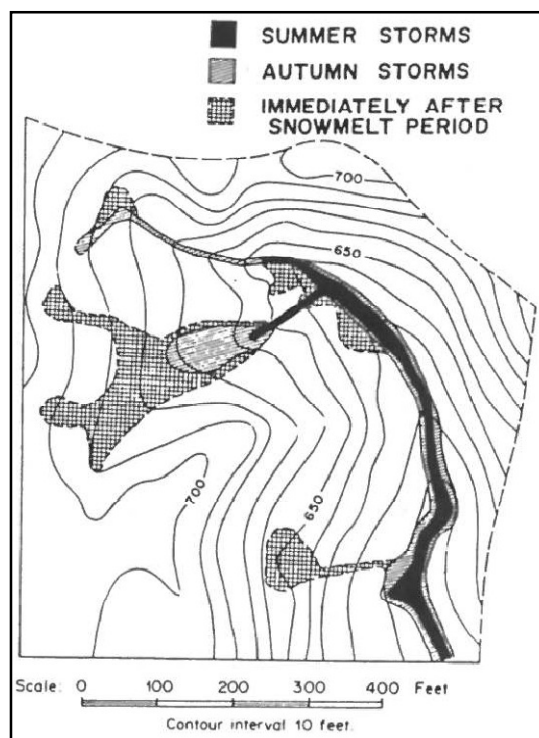 SUMMER STORMS
AUTUMN STORMS
IMMEDIATELY AFTER
SNOWMELT PERIOD
700
650
700
650
Scale: 0 100 200 300 400 Feet
Contour interval 10 feet.